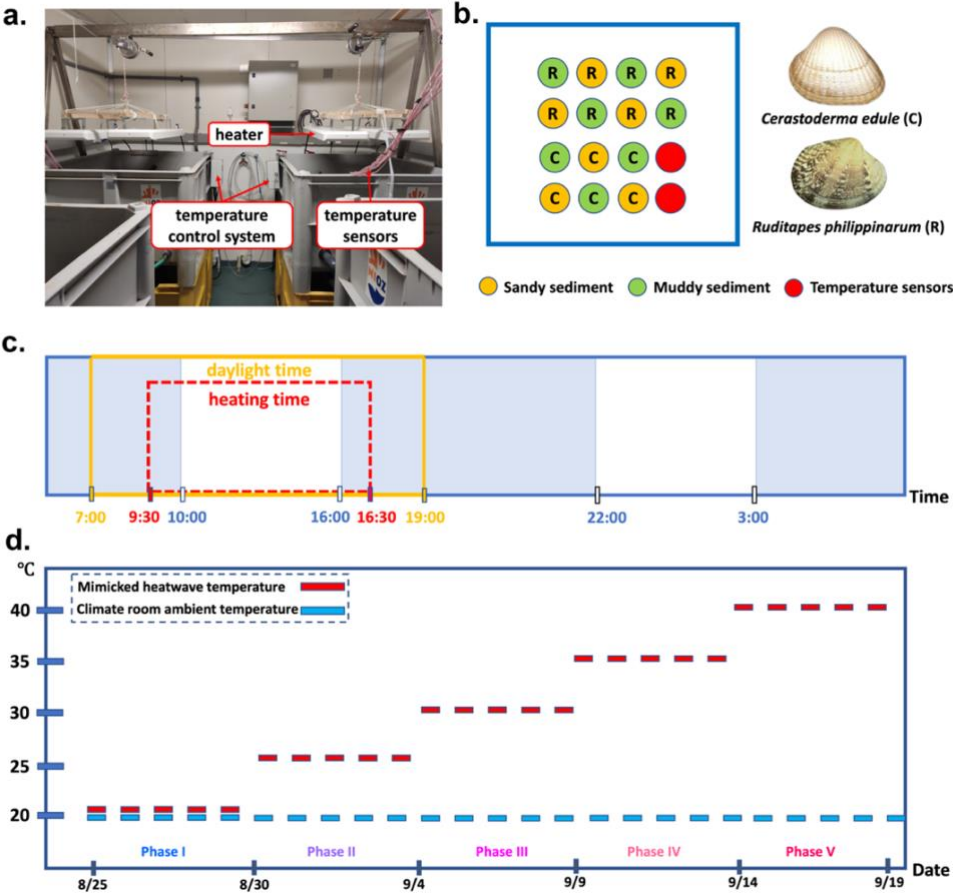 a.
heater
temperature
control system
temperature
sensors
b.
R R R R
R R R R
C C C
C C C
Cerastoderma edule (C)
Ruditapes philippinarum (R)
Sandy sediment Muddy sediment Temperature sensors
c.
daylight time
heating time
Time
7:00 9:30 10:00 16:00 16:30 19:00 22:00 3:00
d.
°C
Mimicked heatwave temperature
Climate room ambient temperature
40
35
30
25
20
Phase I Phase II Phase III Phase IV Phase V
Date
8/25 8/30 9/4 9/9 9/14 9/19